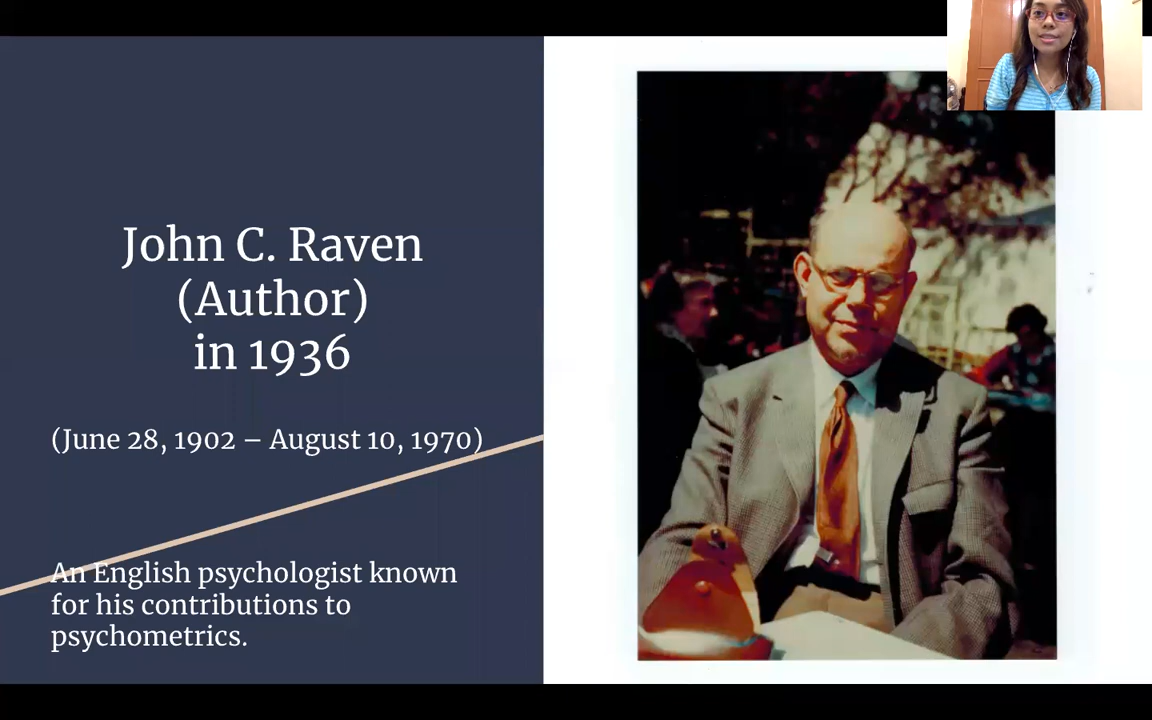 John C. Raven
(Author)
in 1936
(June 28, 1902 – August 10, 1970)
An English psychologist known
for his contributions to
psychometrics.